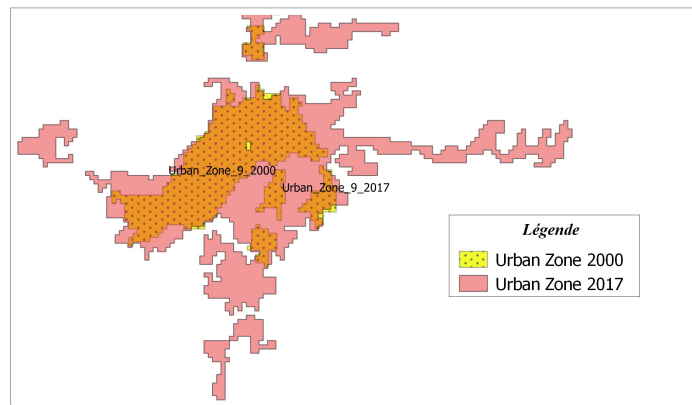 Urban_Zone_9_2000
Urban_Zone_9_2017
Légende
Urban Zone 2000
Urban Zone 2017